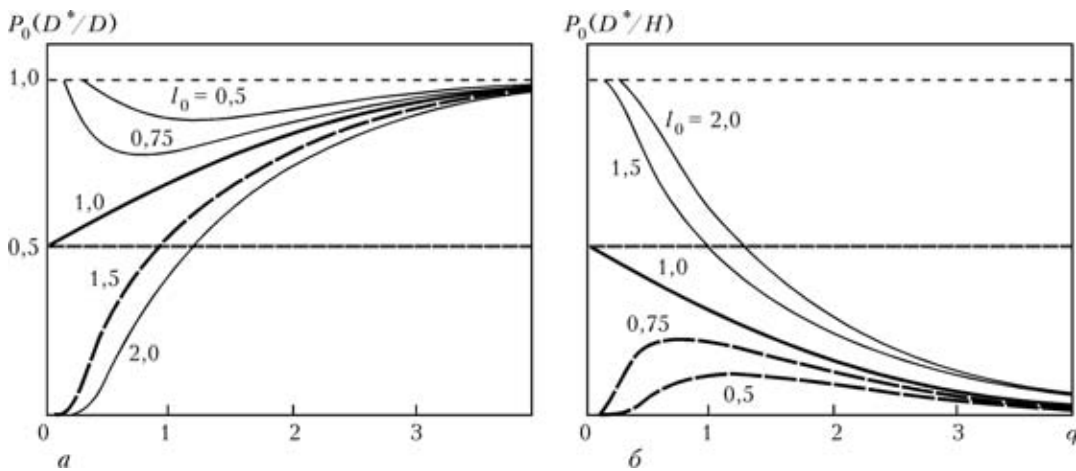 P₀(D*/D)
1,0
0,5
l₀ = 0,5
0,75
1,0
1,5
2,0
0 1 2 3
а
P₀(D*/H)
l₀ = 2,0
1,5
1,0
0,75
0,5
0 1 2 3 q
б